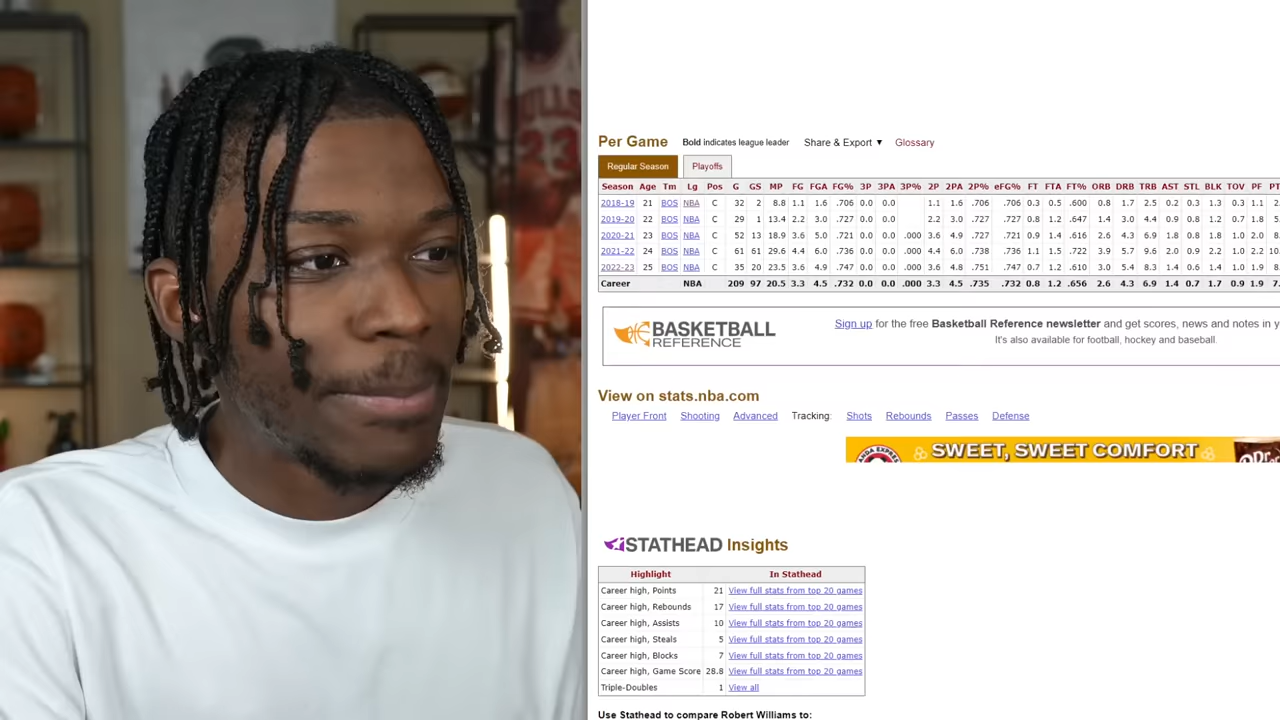 BULLS
23
Per Game Bold indicates league leader Share & Export ▼ Glossary
Regular Season Playoffs
Season Age Tm Lg Pos G GS MP FG FGA FG% 3P 3PA 3P% 2P 2PA 2P% eFG% FT FTA FT% ORB DRB TRB AST STL BLK TOV PF PT
2018-19 21 BOS NBA C 32 2 8.8 1.1 1.6 .706 0.0 0.0 1.1 1.6 .706 .706 0.3 0.5 .600 0.8 1.7 2.5 0.2 0.3 1.3 0.3 1.1 2.
2019-20 22 BOS NBA C 29 1 13.4 2.2 3.0 .727 0.0 0.0 2.2 3.0 .727 .727 0.8 1.2 .647 1.4 3.0 4.4 0.9 0.8 1.2 0.7 1.8 5.
2020-21 23 BOS NBA C 52 13 18.9 3.6 5.0 .721 0.0 0.0 .000 3.6 4.9 .727 .721 0.9 1.4 .616 2.6 4.3 6.9 1.8 0.8 1.8 1.0 2.0 8.
2021-22 24 BOS NBA C 61 61 29.6 4.4 6.0 .736 0.0 0.0 .000 4.4 6.0 .738 .736 1.1 1.5 .722 3.9 5.7 9.6 2.0 0.9 2.2 1.0 2.2 10.
2022-23 25 BOS NBA C 35 20 23.5 3.6 4.9 .747 0.0 0.0 .000 3.6 4.8 .751 .747 0.7 1.2 .610 3.0 5.4 8.3 1.4 0.6 1.4 1.0 1.9 8.
Career NBA 209 97 20.5 3.3 4.5 .732 0.0 0.0 .000 3.3 4.5 .735 .732 0.8 1.2 .656 2.6 4.3 6.9 1.4 0.7 1.7 0.9 1.9 7.
BASKETBALL
REFERENCE
Sign up for the free Basketball Reference newsletter and get scores, news and notes in y
It's also available for football, hockey and baseball.
View on stats.nba.com
Player Front Shooting Advanced Tracking: Shots Rebounds Passes Defense
SWEET, SWEET COMFORT
STATHEAD Insights
Highlight In Stathead
Career high, Points 21 View full stats from top 20 games
Career high, Rebounds 17 View full stats from top 20 games
Career high, Assists 10 View full stats from top 20 games
Career high, Steals 5 View full stats from top 20 games
Career high, Blocks 7 View full stats from top 20 games
Career high, Game Score 28.8 View full stats from top 20 games
Triple-Doubles 1 View all
Use Stathead to compare Robert Williams to: